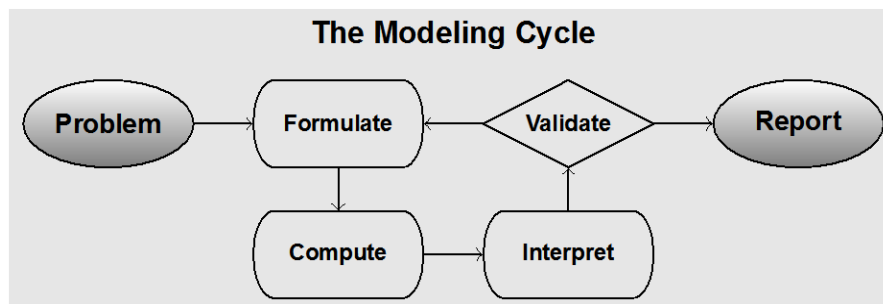 The Modeling Cycle
Problem
Formulate
Validate
Report
Compute
Interpret